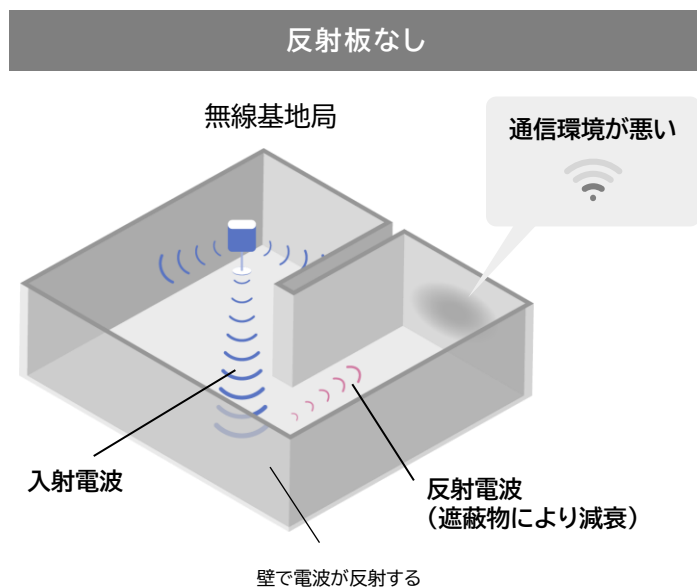 反射板なし
無線基地局
通信環境が悪い
入射電波
反射電波
（遮蔽物により減衰）
壁で電波が反射する